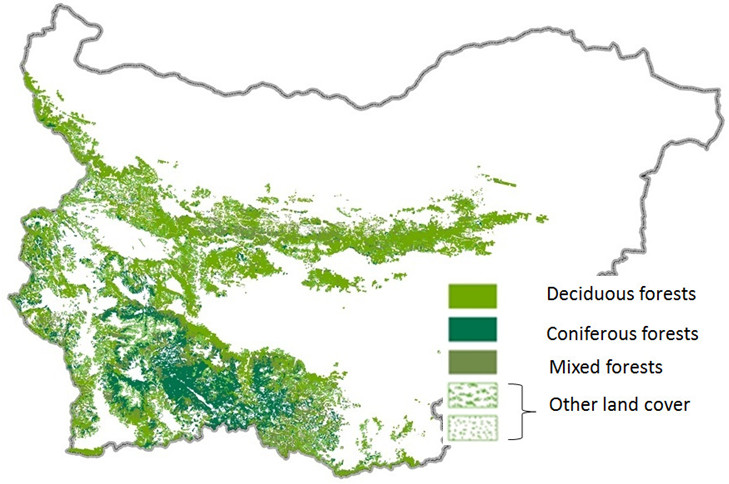 Deciduous forests
Coniferous forests
Mixed forests
Other land cover